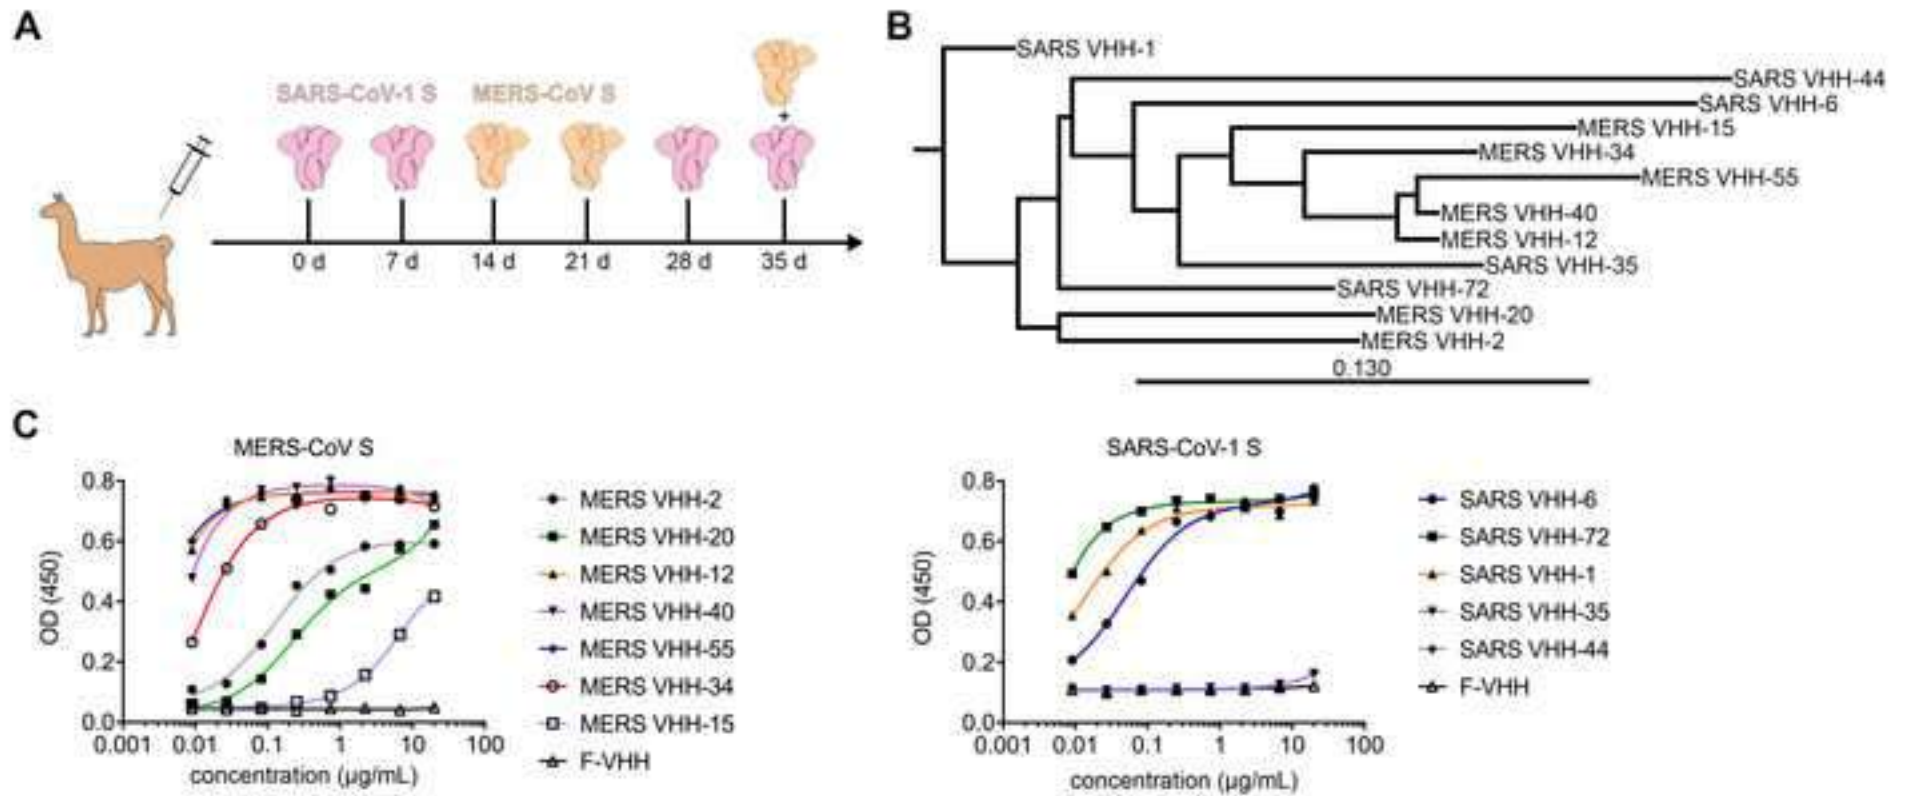 A
SARS-CoV-1 S
MERS-CoV S
+
0 d
7 d
14 d
21 d
28 d
35 d
B
SARS VHH-1
SARS VHH-44
SARS VHH-6
MERS VHH-15
MERS VHH-34
MERS VHH-55
MERS VHH-40
MERS VHH-12
SARS VHH-35
SARS VHH-72
MERS VHH-20
MERS VHH-2
0.130
C
MERS-CoV S
OD (450)
0.8
0.6
0.4
0.2
0.0
0.001
0.01
0.1
1
10
100
concentration (µg/mL)
MERS VHH-2
MERS VHH-20
MERS VHH-12
MERS VHH-40
MERS VHH-55
MERS VHH-34
MERS VHH-15
F-VHH
SARS-CoV-1 S
OD (450)
0.8
0.6
0.4
0.2
0.0
0.001
0.01
0.1
1
10
100
concentration (µg/mL)
SARS VHH-6
SARS VHH-72
SARS VHH-1
SARS VHH-35
SARS VHH-44
F-VHH